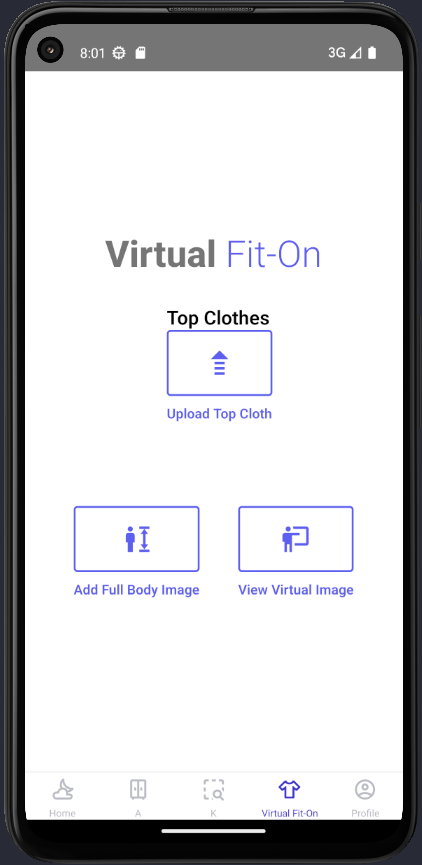 8:01 3G
Virtual Fit-On
Top Clothes
Upload Top Cloth
Add Full Body Image View Virtual Image
Home A K Virtual Fit-On Profile